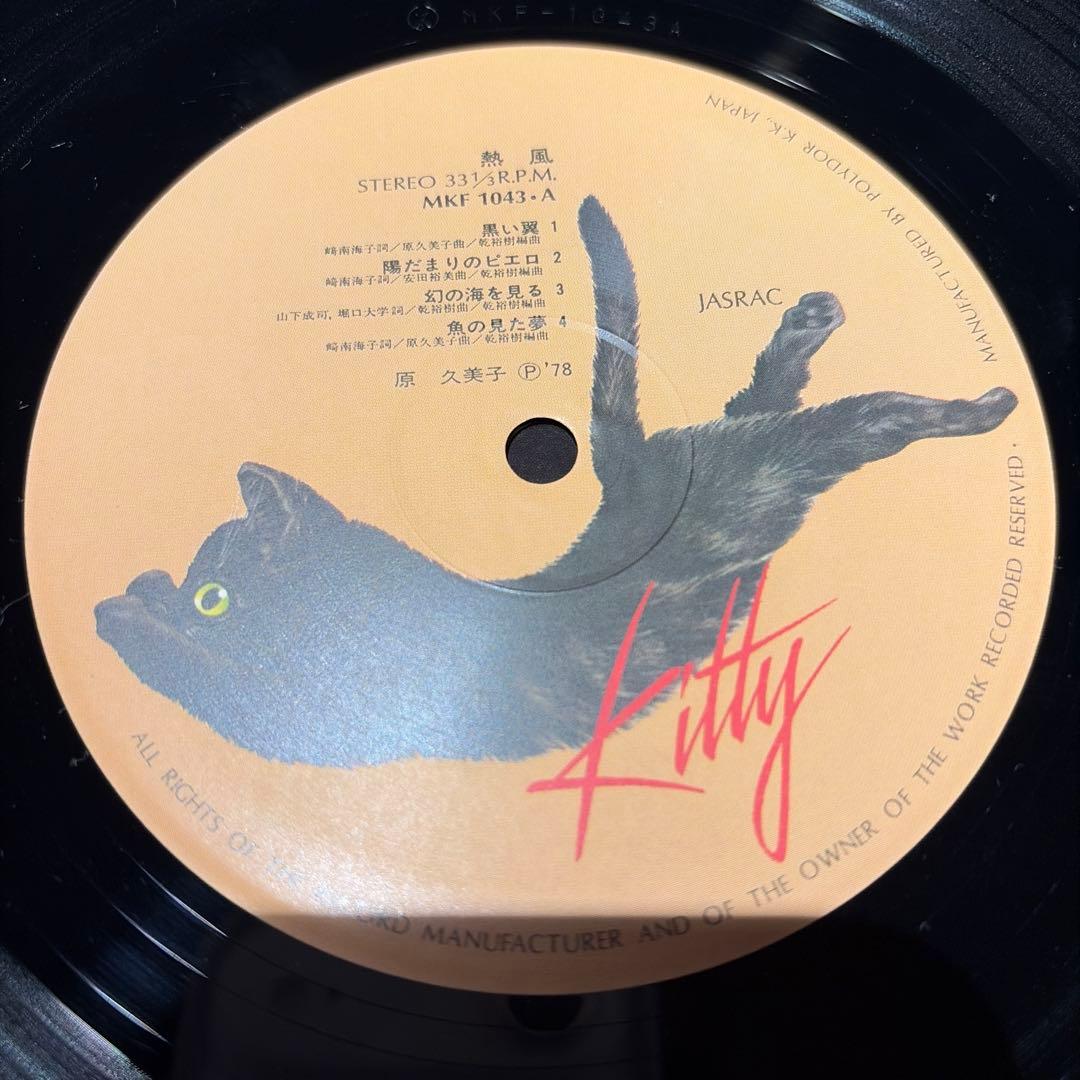 MKF-1043A
熱風
STEREO 33 1/3 R.P.M.
MKF 1043・A
黒い翼 1
崎南海子詞／原久美子曲／乾裕樹編曲
陽だまりのピエロ 2
崎南海子詞／安田裕美曲／乾裕樹編曲
幻の海を見る 3
山下成司, 堀口大学詞／乾裕樹曲／乾裕樹編曲
魚の見た夢 4
崎南海子詞／原久美子曲／乾裕樹編曲
原 久美子 Ⓟ'78
JASRAC
Kitty
MANUFACTURED BY POLYDOR K.K., JAPAN
ALL RIGHTS OF THE RECORD MANUFACTURER AND OF THE OWNER OF THE WORK RECORDED RESERVED・